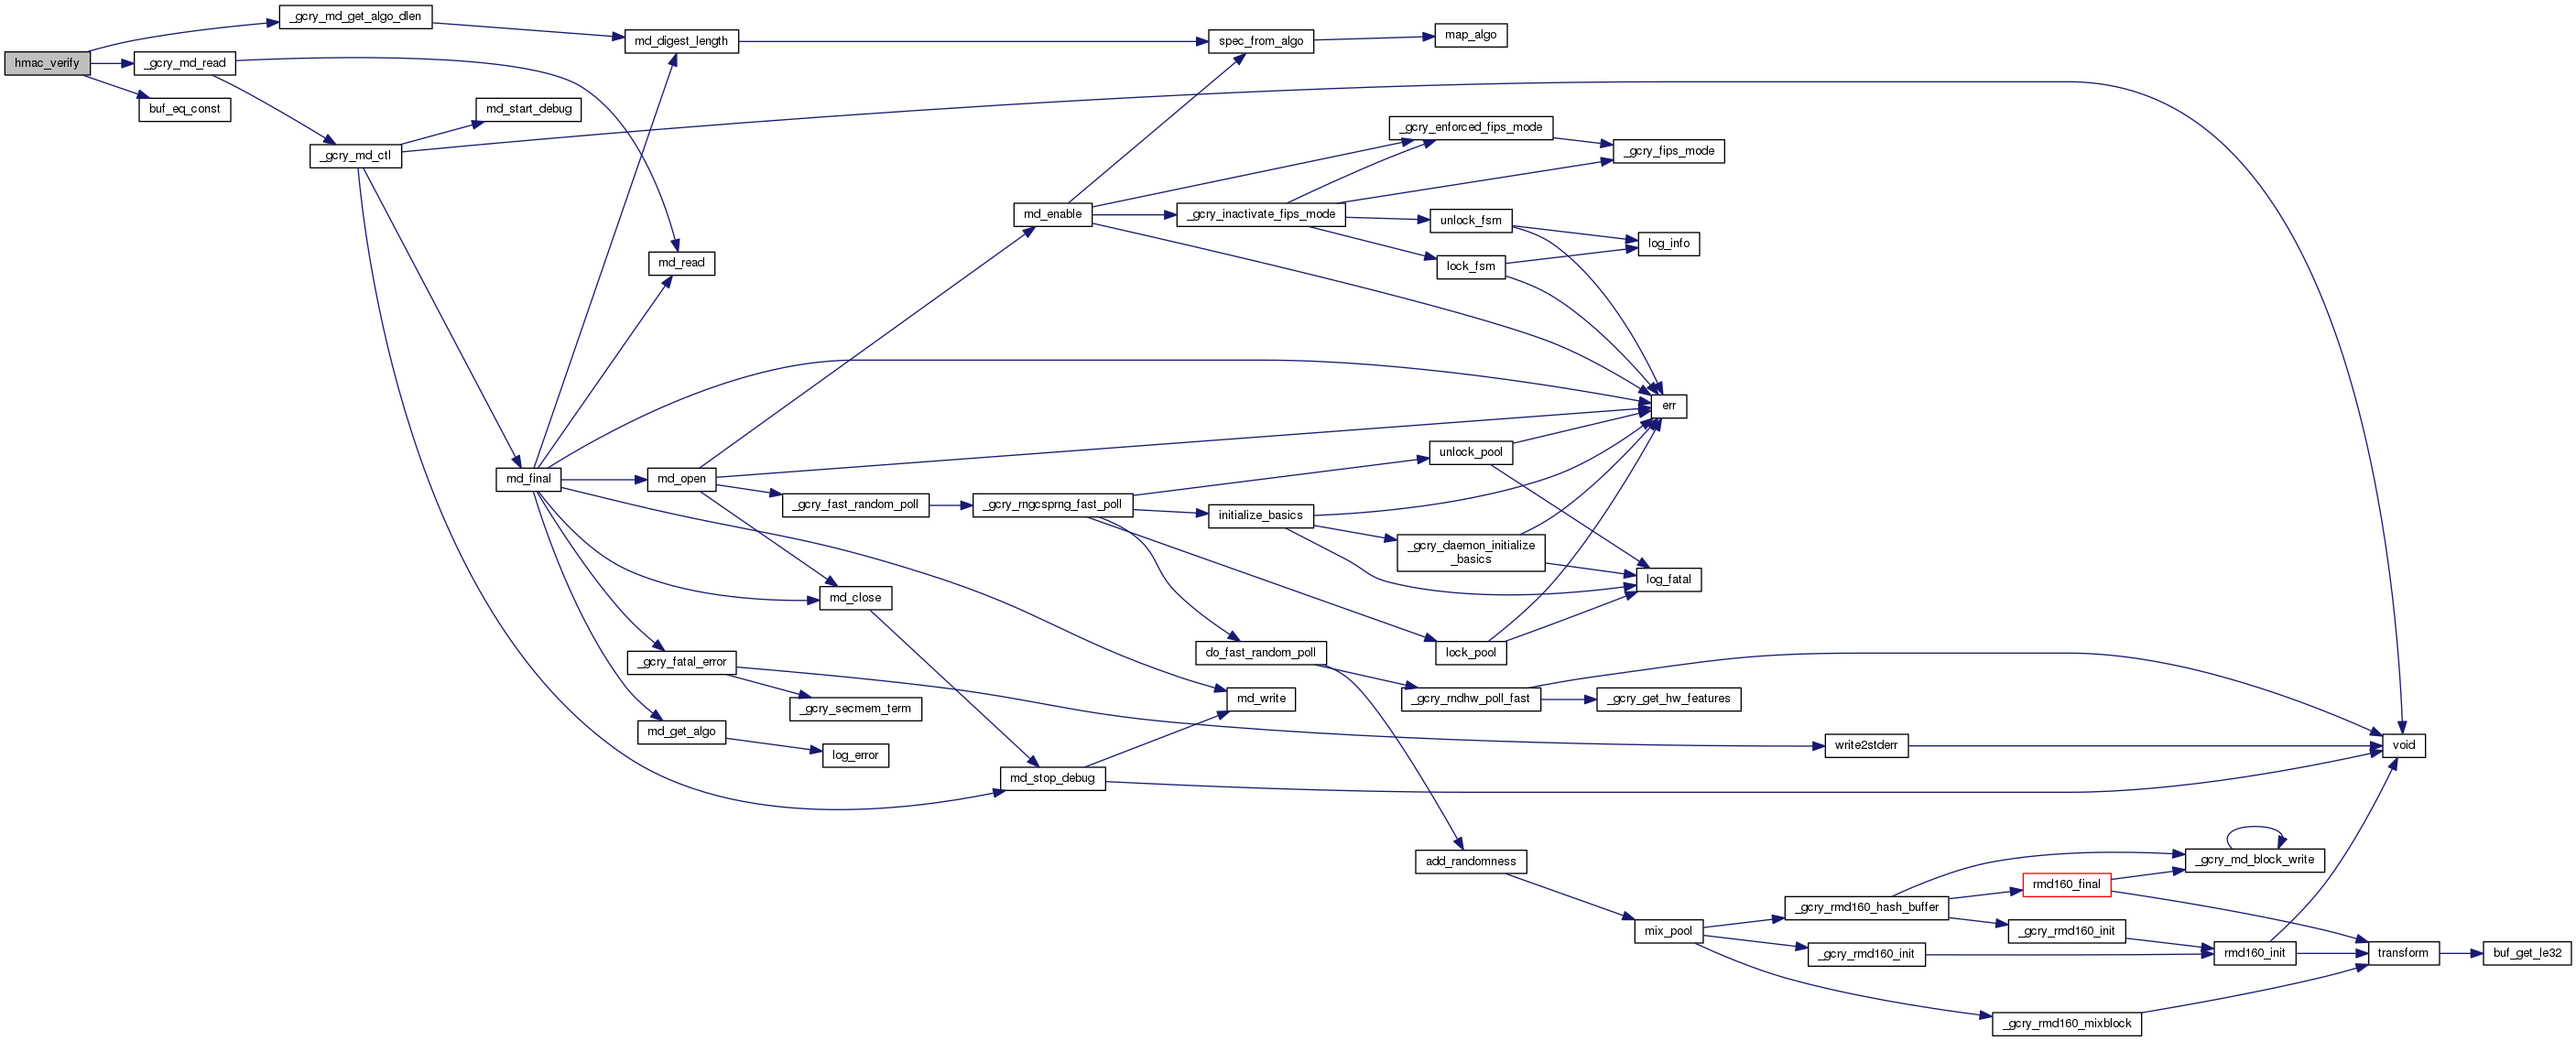 _gcry_md_get_algo_dlen
hmac_verify
_gcry_md_read
buf_eq_const
md_digest_length
spec_from_algo
map_algo
md_start_debug
_gcry_md_ctl
_gcry_enforced_fips_mode
_gcry_fips_mode
md_enable
_gcry_inactivate_fips_mode
unlock_fsm
log_info
md_read
lock_fsm
err
md_final
md_open
unlock_pool
_gcry_fast_random_poll
_gcry_rngcsprng_fast_poll
initialize_basics
_gcry_daemon_initialize
_basics
log_fatal
md_close
_gcry_fatal_error
do_fast_random_poll
lock_pool
_gcry_secmem_term
md_write
_gcry_rndhw_poll_fast
_gcry_get_hw_features
md_get_algo
log_error
write2stderr
void
md_stop_debug
add_randomness
_gcry_md_block_write
rmd160_final
_gcry_rmd160_hash_buffer
mix_pool
_gcry_rmd160_init
_gcry_rmd160_init
rmd160_init
transform
buf_get_le32
_gcry_rmd160_mixblock